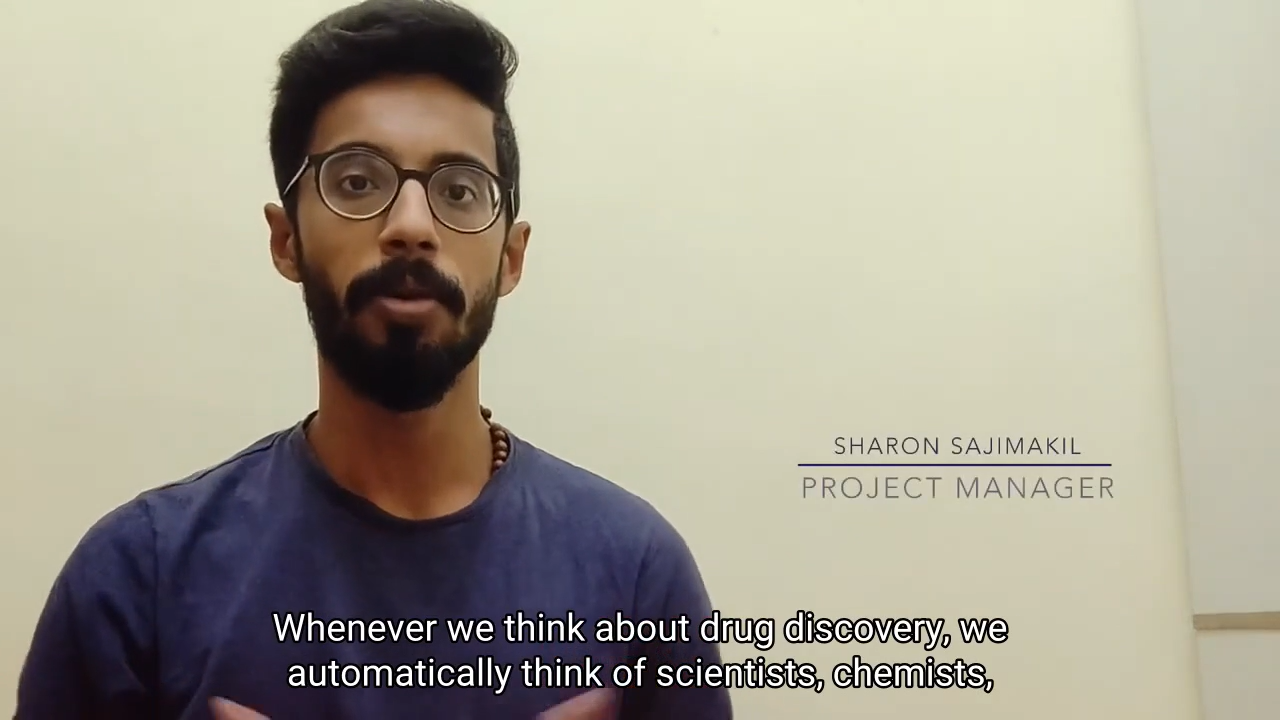 SHARON SAJIMAKIL
PROJECT MANAGER
Whenever we think about drug discovery, we
automatically think of scientists, chemists,